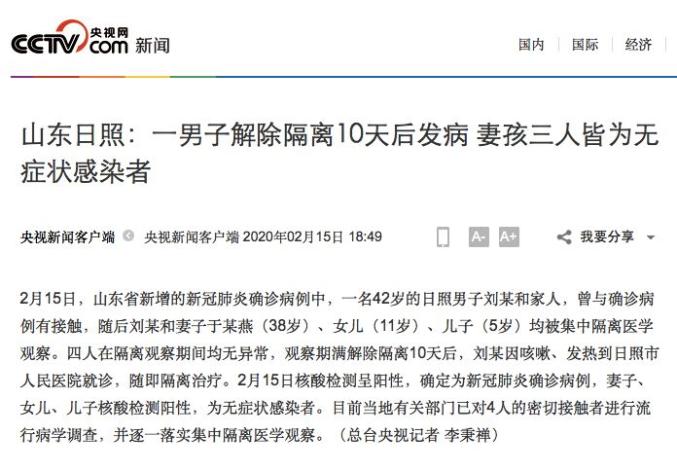 CCTV.com 央视网 新闻 国内 国际 经济
山东日照：一男子解除隔离10天后发病 妻孩三人皆为无
症状感染者
央视新闻客户端 央视新闻客户端 2020年02月15日 18:49 A- A+ 我要分享
2月15日，山东省新增的新冠肺炎确诊病例中，一名42岁的日照男子刘某和家人，曾与确诊病
例有接触，随后刘某和妻子于某燕（38岁）、女儿（11岁）、儿子（5岁）均被集中隔离医学
观察。四人在隔离观察期间均无异常，观察期满解除隔离10天后，刘某因咳嗽、发热到日照市
人民医院就诊，随即隔离治疗。2月15日核酸检测呈阳性，确定为新冠肺炎确诊病例，妻子、
女儿、儿子核酸检测阳性，为无症状感染者。目前当地有关部门已对4人的密切接触者进行流
行病学调查，并逐一落实集中隔离医学观察。（总台央视记者 李秉禅）